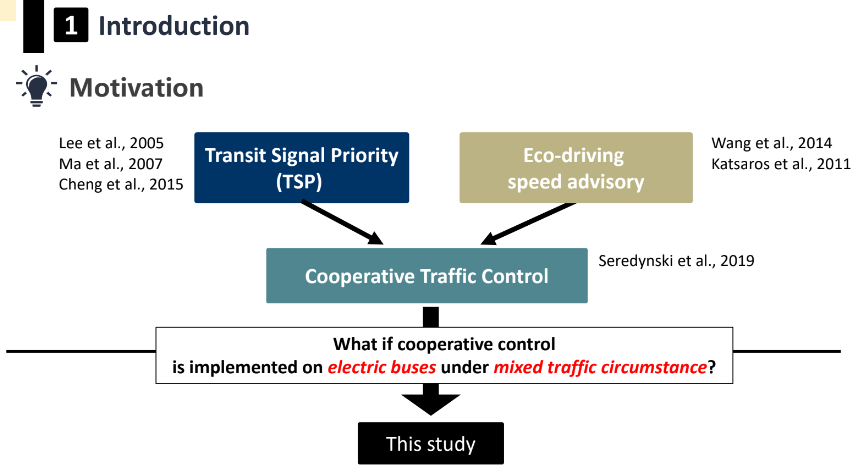 1 Introduction
Motivation
Lee et al., 2005
Ma et al., 2007
Cheng et al., 2015
Transit Signal Priority
(TSP)
Eco-driving
speed advisory
Wang et al., 2014
Katsaros et al., 2011
Cooperative Traffic Control
Seredynski et al., 2019
What if cooperative control
is implemented on electric buses under mixed traffic circumstance?
This study